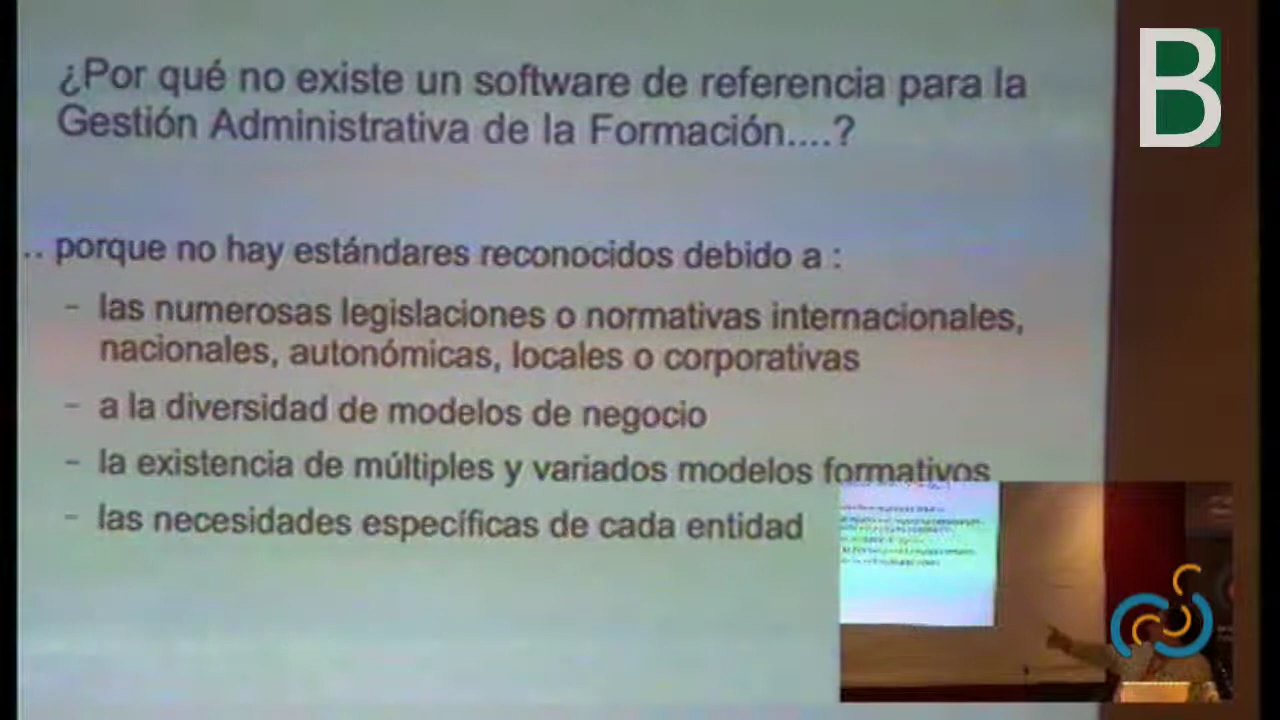 B
¿Por qué no existe un software de referencia para la
Gestión Administrativa de la Formación....?
.. porque no hay estándares reconocidos debido a :
- las numerosas legislaciones o normativas internacionales,
nacionales, autonómicas, locales o corporativas
- a la diversidad de modelos de negocio
- la existencia de múltiples y variados modelos formativos
- las necesidades específicas de cada entidad